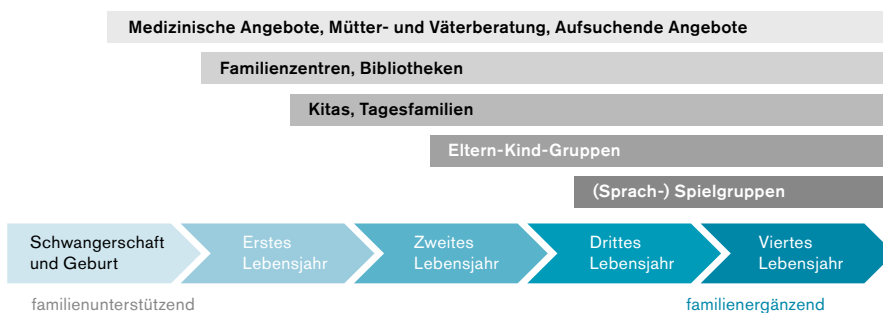 Medizinische Angebote, Mütter- und Väterberatung, Aufsuchende Angebote
Familienzentren, Bibliotheken
Kitas, Tagesfamilien
Eltern-Kind-Gruppen
(Sprach-) Spielgruppen
Schwangerschaft
und Geburt
Erstes
Lebensjahr
Zweites
Lebensjahr
Drittes
Lebensjahr
Viertes
Lebensjahr
familienunterstützend
familienergänzend